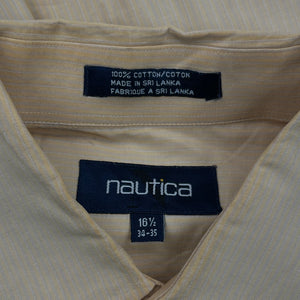 100% COTTON/COTON
MADE IN SRI LANKA
FABRIQUE A SRI LANKA
nautica
16½
34-35